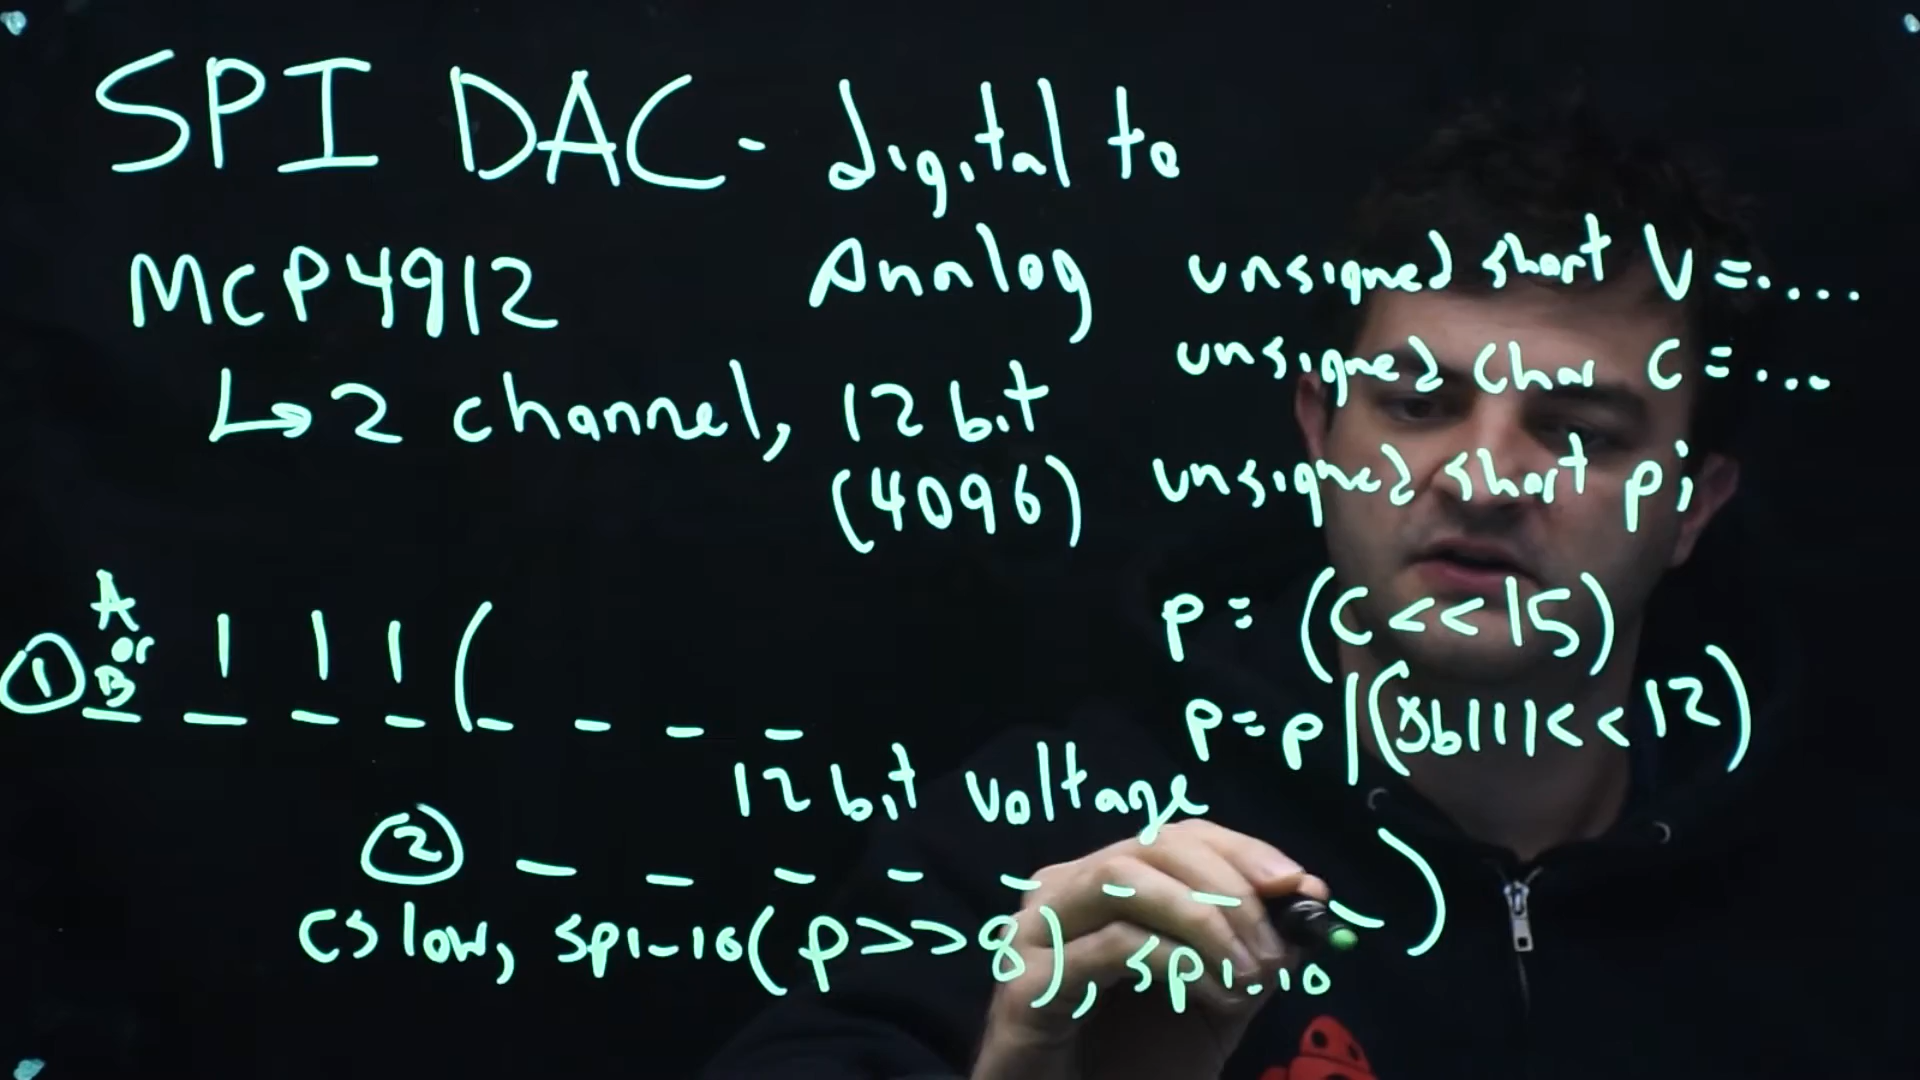 SPI DAC - digital to
Analog
MCP4912
↳ 2 channel, 12 bit
(4096)
unsigned short V = ....
unsigned char C = ...
unsigned short p;
p = (C << 15)
p = p | (0b111 << 12)
① A or B 1 1 1 ( _ _ _ _
12 bit voltage
② _ _ _ _ _ _ _ _ )
CS low, spi_io(p>>8), spi_io